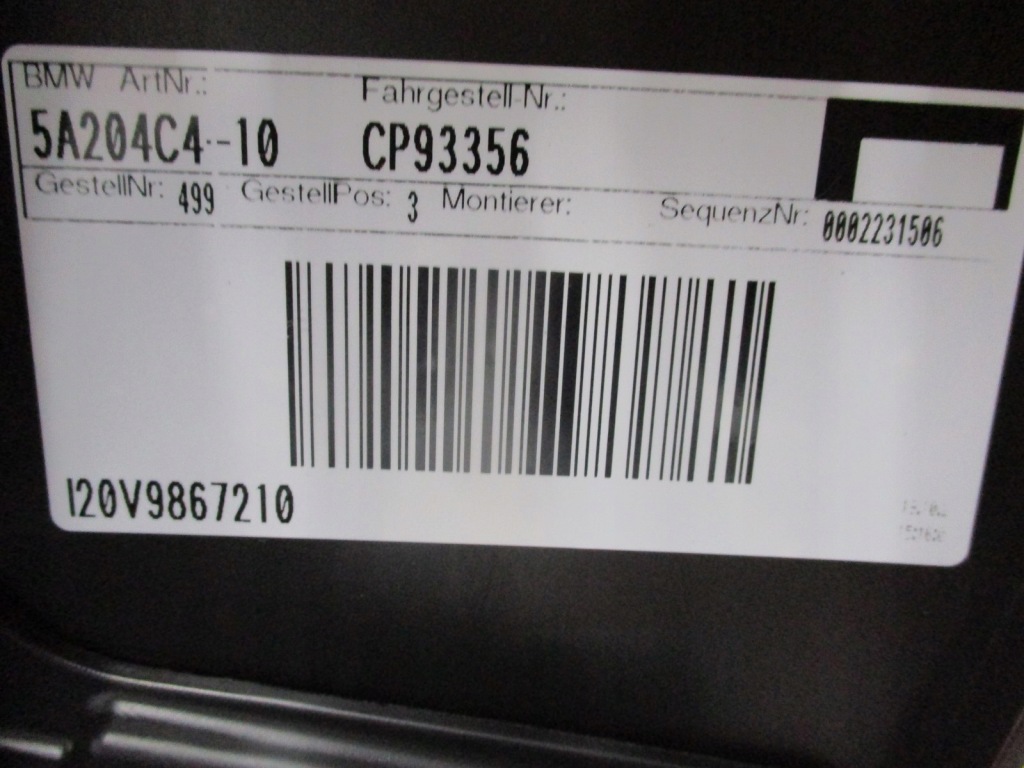 BMW ArtNr.: Fahrgestell-Nr.:
5A204C4--10 CP93356
GestellNr: 499 GestellPos: 3 Montierer: SequenzNr: 0002231506
I20V9867210